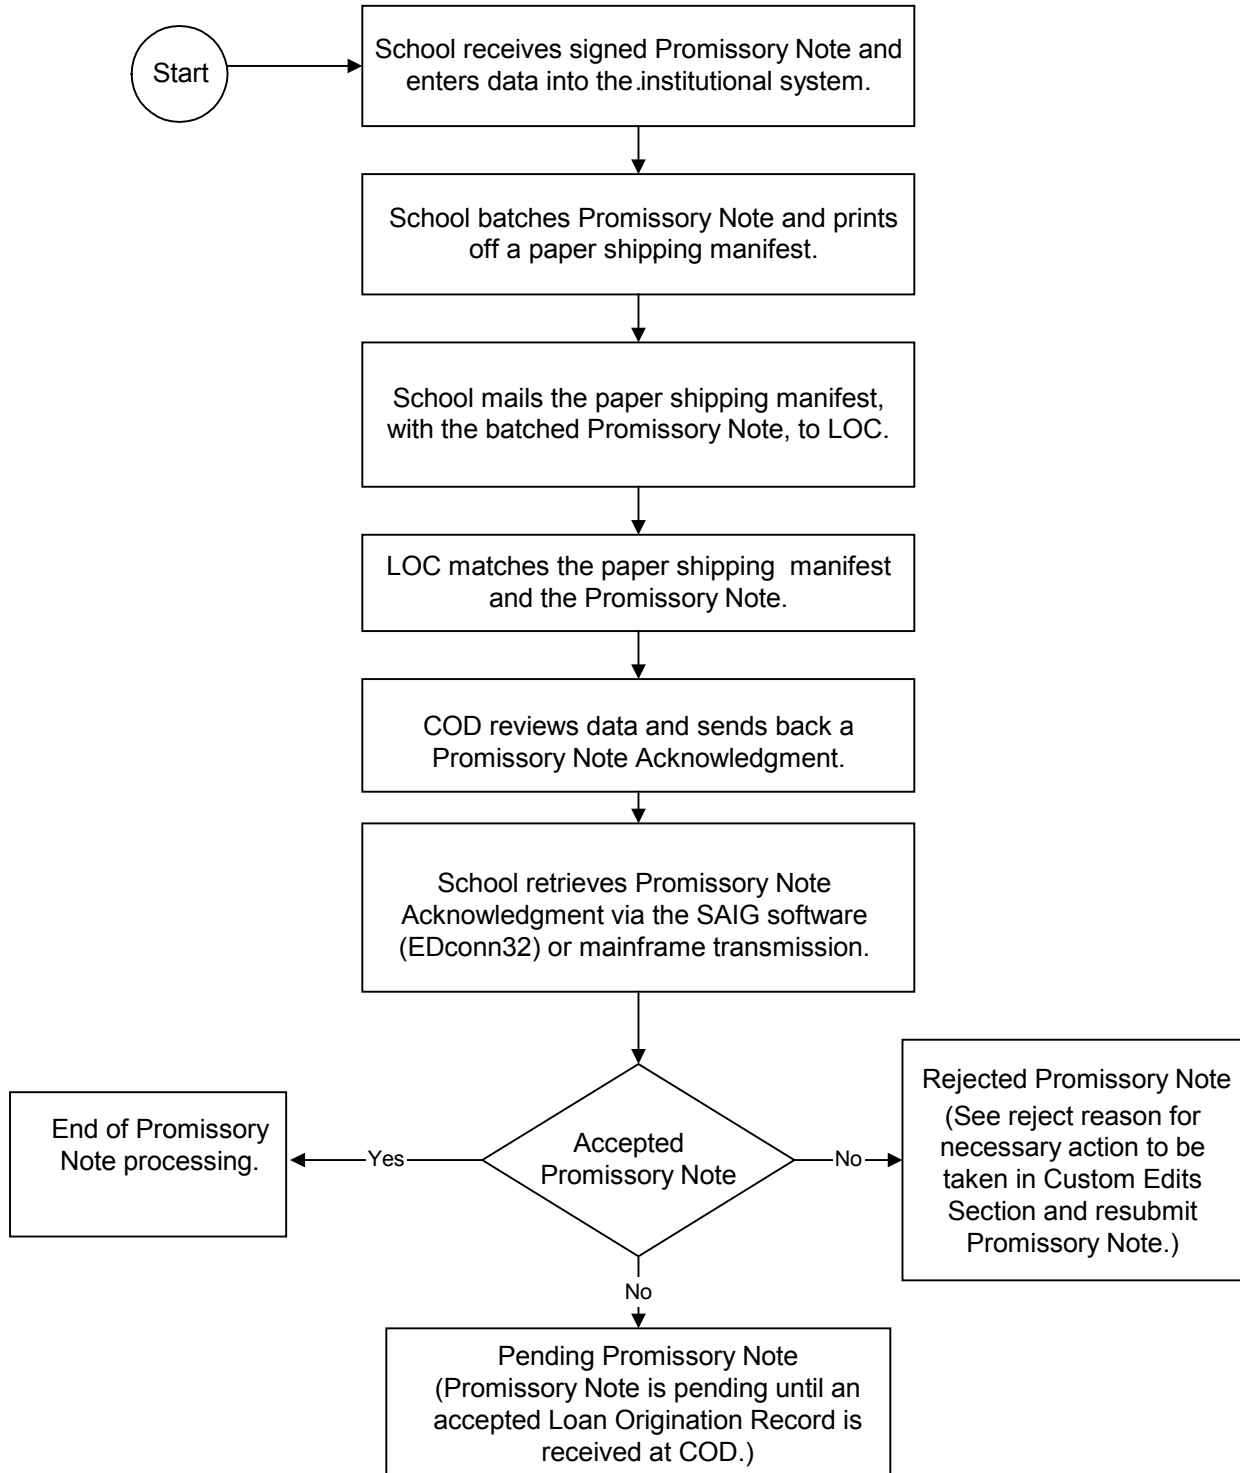 Start
School receives signed Promissory Note and
enters data into the.institutional system.
School batches Promissory Note and prints
off a paper shipping manifest.
School mails the paper shipping manifest,
with the batched Promissory Note, to LOC.
LOC matches the paper shipping manifest
and the Promissory Note.
COD reviews data and sends back a
Promissory Note Acknowledgment.
School retrieves Promissory Note
Acknowledgment via the SAIG software
(EDconn32) or mainframe transmission.
Accepted
Promissory Note
Yes
End of Promissory
Note processing.
No
Rejected Promissory Note
(See reject reason for
necessary action to be
taken in Custom Edits
Section and resubmit
Promissory Note.)
No
Pending Promissory Note
(Promissory Note is pending until an
accepted Loan Origination Record is
received at COD.)